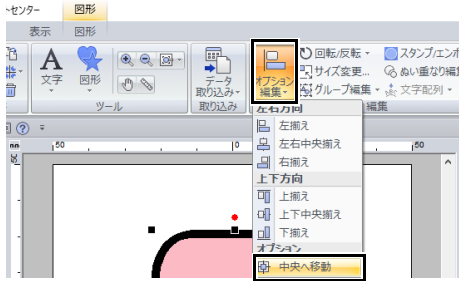 トセンター 図形
表示 図形
文字 図形
データ
取り込み
オプション
編集
回転/反転
サイズ変更...
グループ編集
スタンプ/エンボ
ぬい重なり編
文字配列
ツール 取り込み 編集
左右方向
左揃え
左右中央揃え
右揃え
上下方向
上揃え
上下中央揃え
下揃え
オプション
中央へ移動
50 0 50